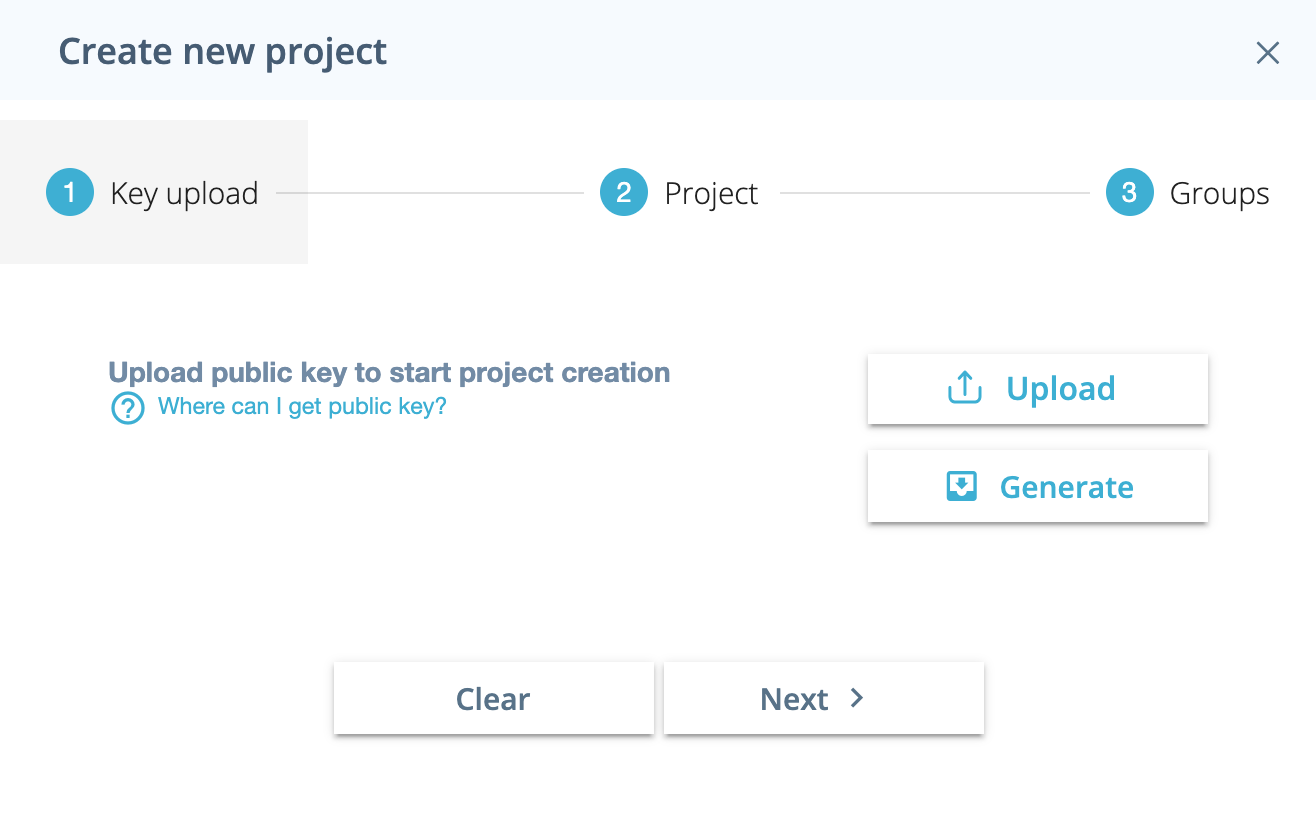 Create new project
1 Key upload
2 Project
3 Groups
Upload public key to start project creation
? Where can I get public key?
Upload
Generate
Clear
Next